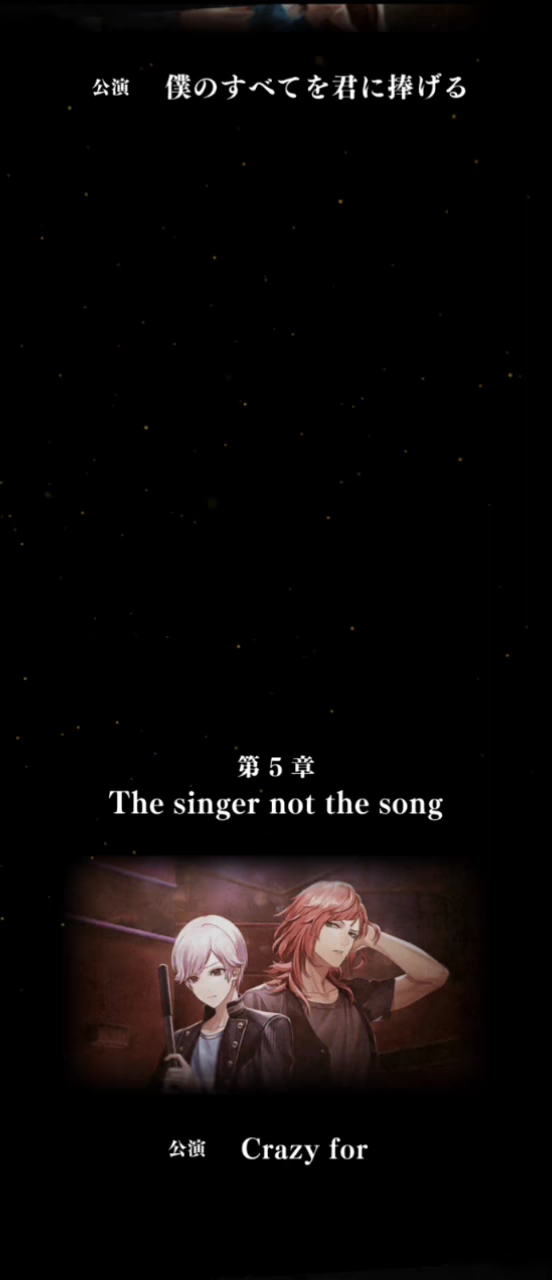 公演 僕のすべてを君に捧げる
第5章
The singer not the song
公演 Crazy for